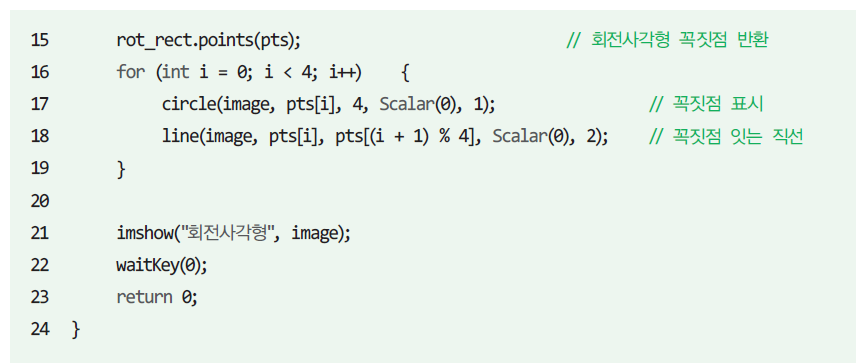 15 rot_rect.points(pts); // 회전사각형 꼭짓점 반환
16 for (int i = 0; i < 4; i++) {
17 circle(image, pts[i], 4, Scalar(0), 1); // 꼭짓점 표시
18 line(image, pts[i], pts[(i + 1) % 4], Scalar(0), 2); // 꼭짓점 잇는 직선
19 }
20
21 imshow("회전사각형", image);
22 waitKey(0);
23 return 0;
24 }